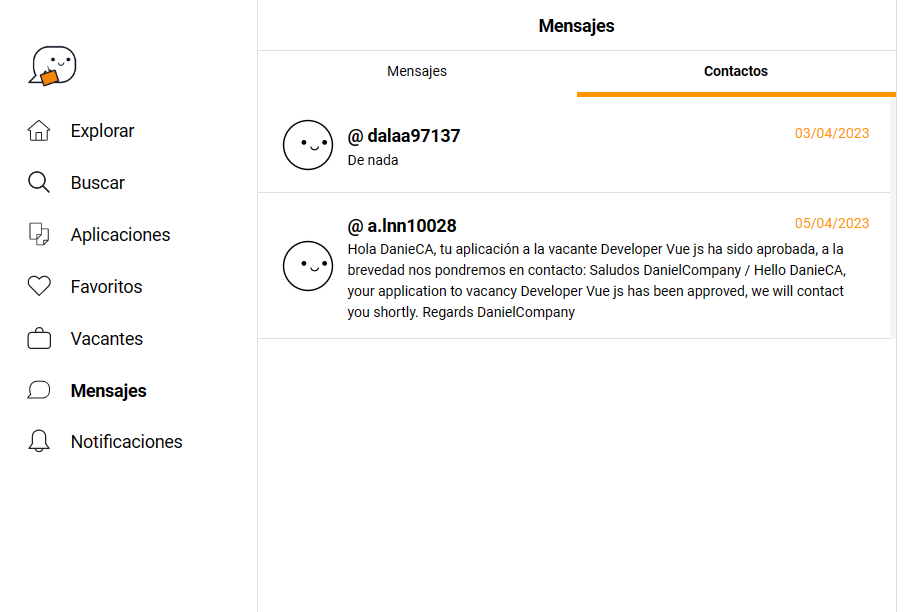 Mensajes
Mensajes
Contactos
Explorar
Buscar
Aplicaciones
Favoritos
Vacantes
Mensajes
Notificaciones
@ dalaa97137
03/04/2023
De nada
@ a.lnn10028
05/04/2023
Hola DanieCA, tu aplicación a la vacante Developer Vue js ha sido aprobada, a la
brevedad nos pondremos en contacto: Saludos DanielCompany / Hello DanieCA,
your application to vacancy Developer Vue js has been approved, we will contact
you shortly. Regards DanielCompany